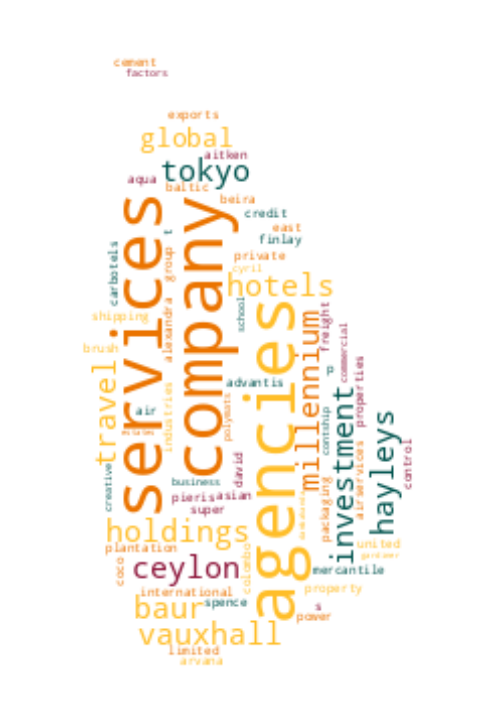 cement
factors
exports
global
aitken
tokyo
aqua
baltic
beira
credit
services
company
t
east
finlay
carbotels
group
private
cyril
hotels
school
agencies
alexandra
shipping
millennium
freight
commercial
brush
travel
p
properties
advantis
industries
air
polymats
estates
investment
contship
hayleys
control
creative
david
airservices
packaging
business
pieris
asian
super
holdings
plantation
united
gardiner
coco
ceylon
colombo
mercantile
international
property
baur
spence
s
power
vauxhall
limited
arvana